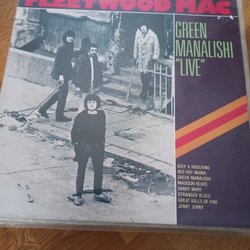 FLEETWOOD MAC
GREEN
MANALISHI
"LIVE"
KEEP A KNOCKING
RED HOT MAMA
GREEN MANALISHI
MADISON BLUES
SANDY MARY
STRANGER BLUES
GREAT BALLS OF FIRE
JENNY JENNY